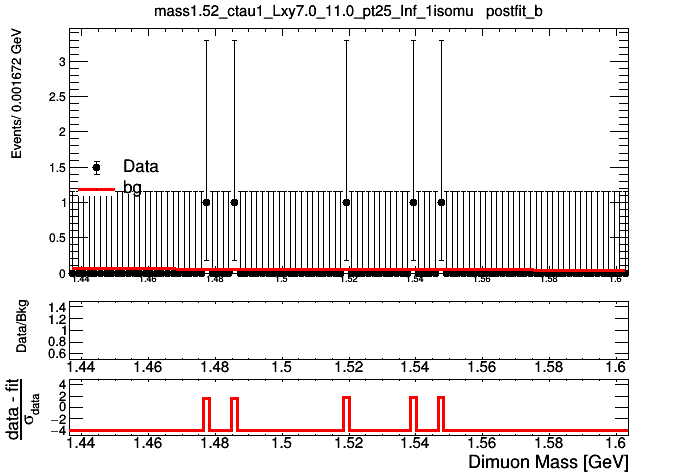 mass1.52_ctau1_Lxy7.0_11.0_pt25_Inf_1isomu postfit_b
Events/ 0.001672 GeV
3
2.5
2
1.5
1
0.5
0
Data
bg
1.44 1.46 1.48 1.5 1.52 1.54 1.56 1.58 1.6
Data/Bkg
1.4
1.2
1
0.8
0.6
1.44 1.46 1.48 1.5 1.52 1.54 1.56 1.58 1.6
data - fit
σdata
4
2
0
−2
−4
1.44 1.46 1.48 1.5 1.52 1.54 1.56 1.58 1.6
Dimuon Mass [GeV]